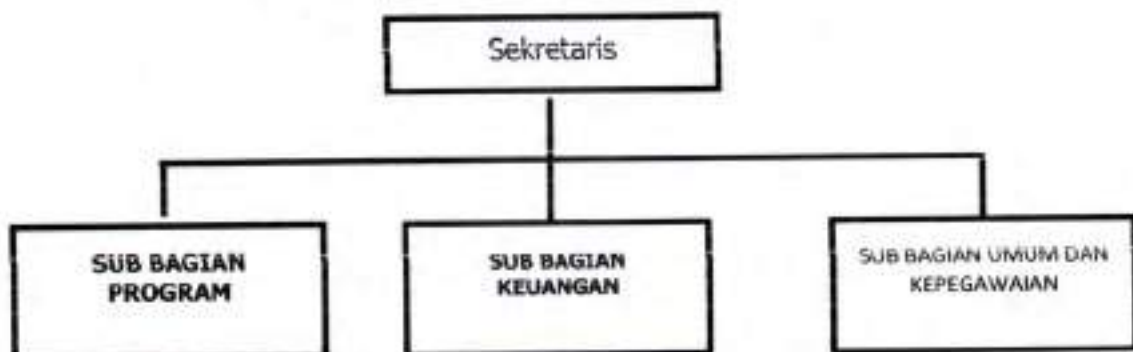 Sekretaris
SUB BAGIAN
PROGRAM
SUB BAGIAN
KEUANGAN
SUB BAGIAN UMUM DAN
KEPEGAWAIAN